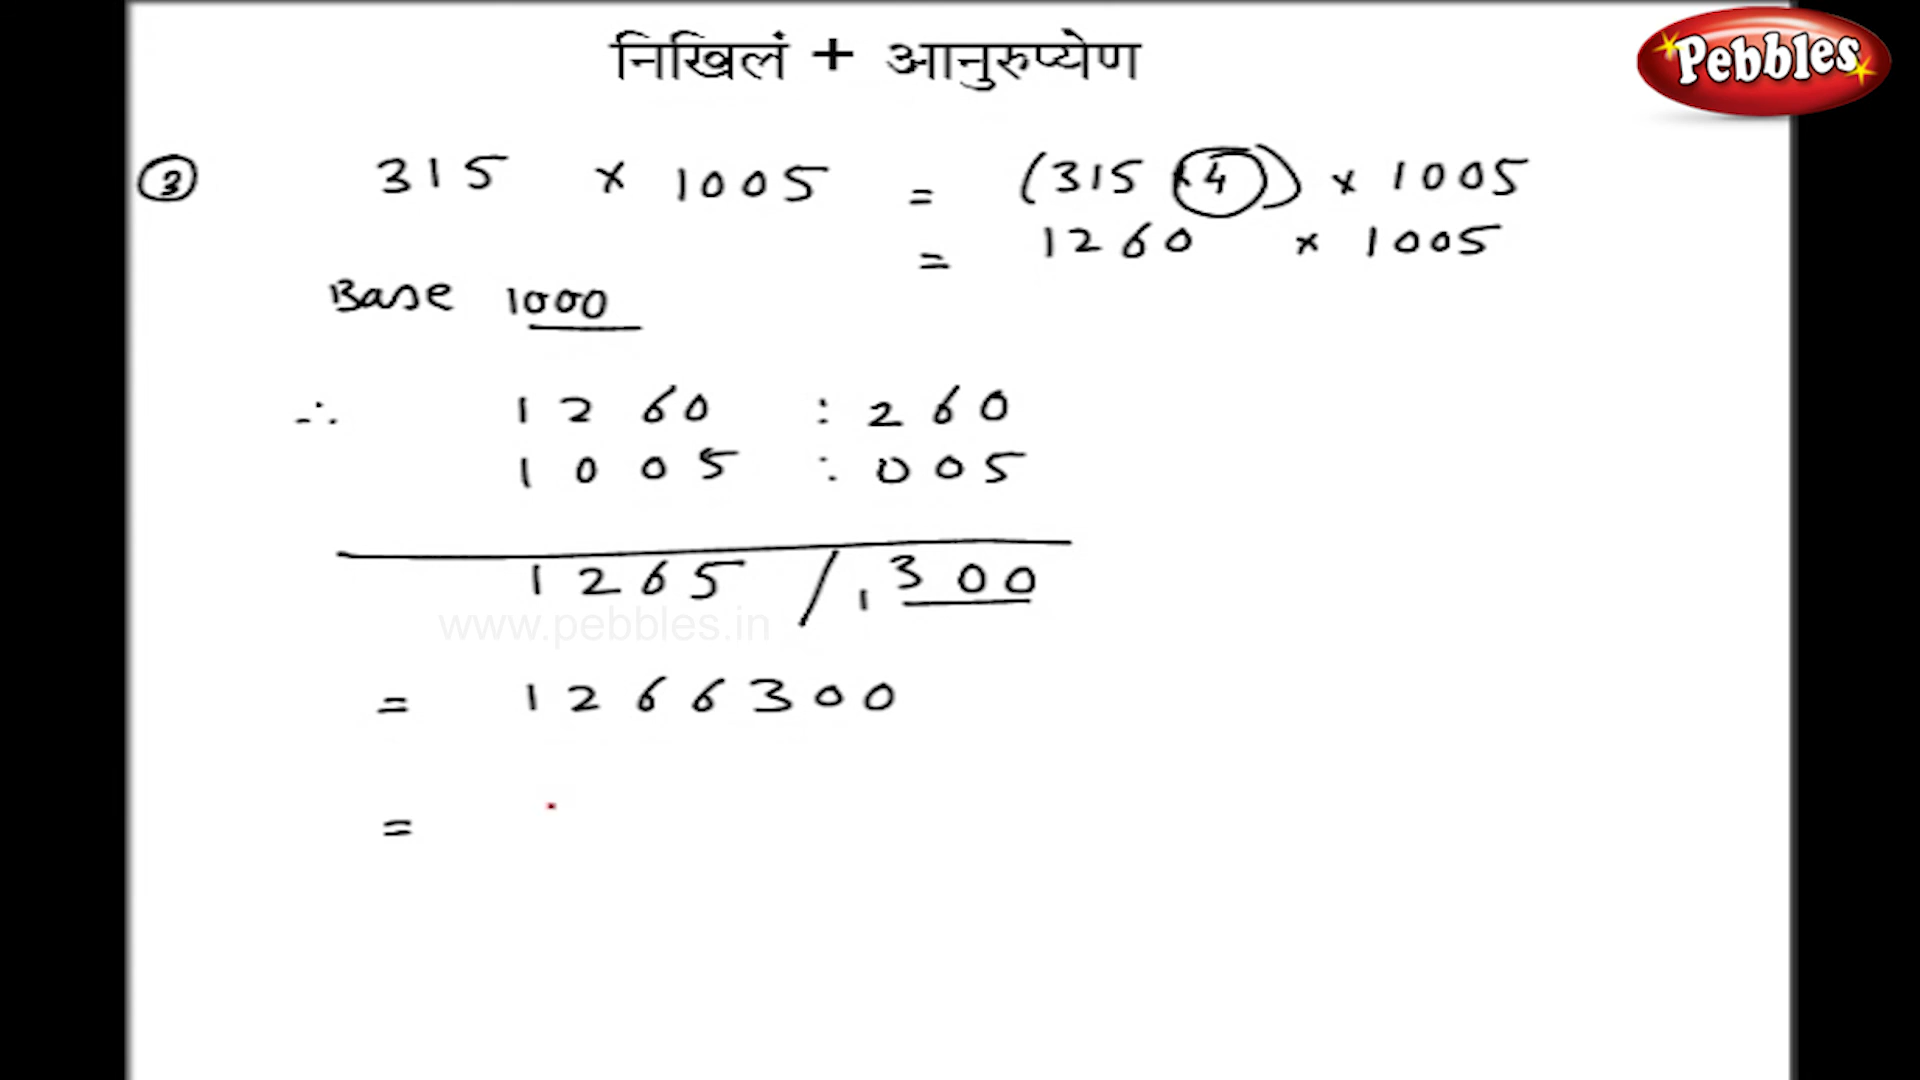 निखिलं + आनुरुप्येण
Pebbles
③ 315 × 1005 = (315 × 4) × 1005
= 1260 × 1005
Base 1000
∴ 1260 : 260
1005 : 005
1265 / 1300
www.pebbles.in
= 1266300
=